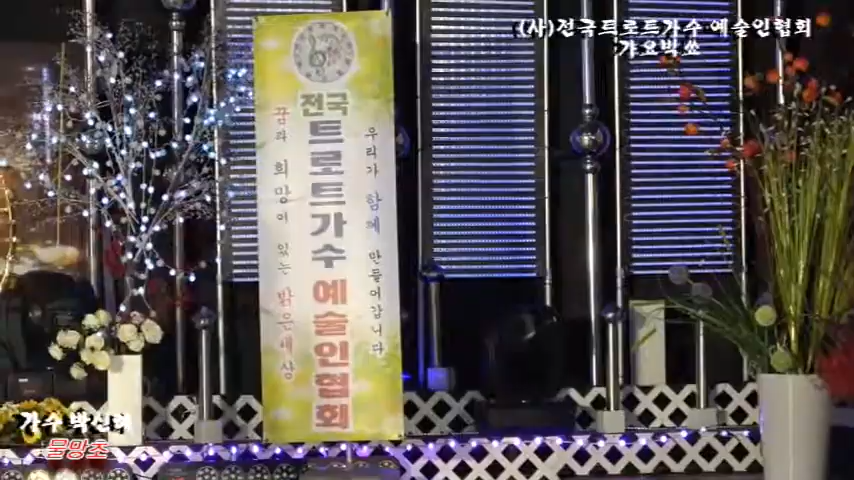 (사)전국트로트가수 예술인협회
가요박쏘
전국
트로트가수
예술인협회
꿈과 희망이 있는 밝은세상
우리가 함께 만들어갑니다
가수 박신혜
물망초